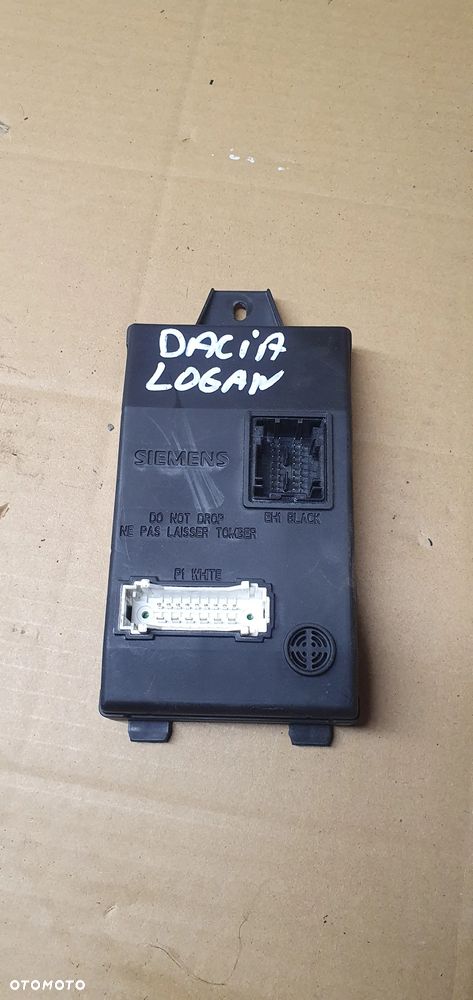 DACiA
LOGAN
SIEMENS
DO NOT DROP
NE PAS LAISSER TOMBER
EH1 BLACK
P1 WHITE
OTOMOTO